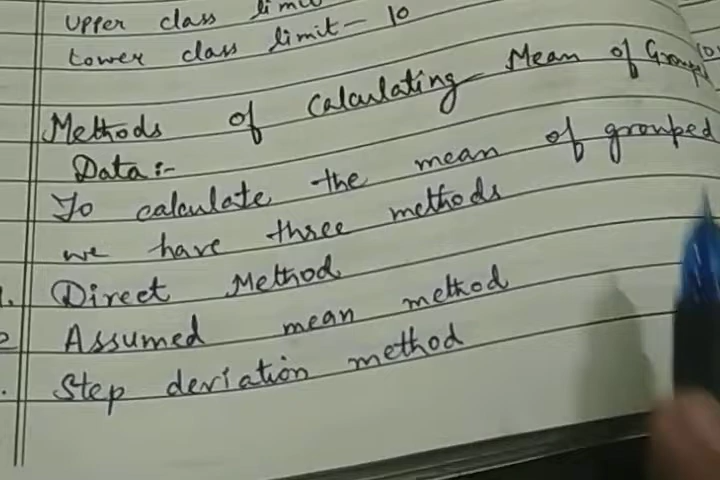 Upper class limit
Lower class limit - 10
Methods of Calculating Mean of Grouped
Data :-
To calculate the mean of grouped
we have three methods
1. Direct Method
2 Assumed mean method
. Step deviation method